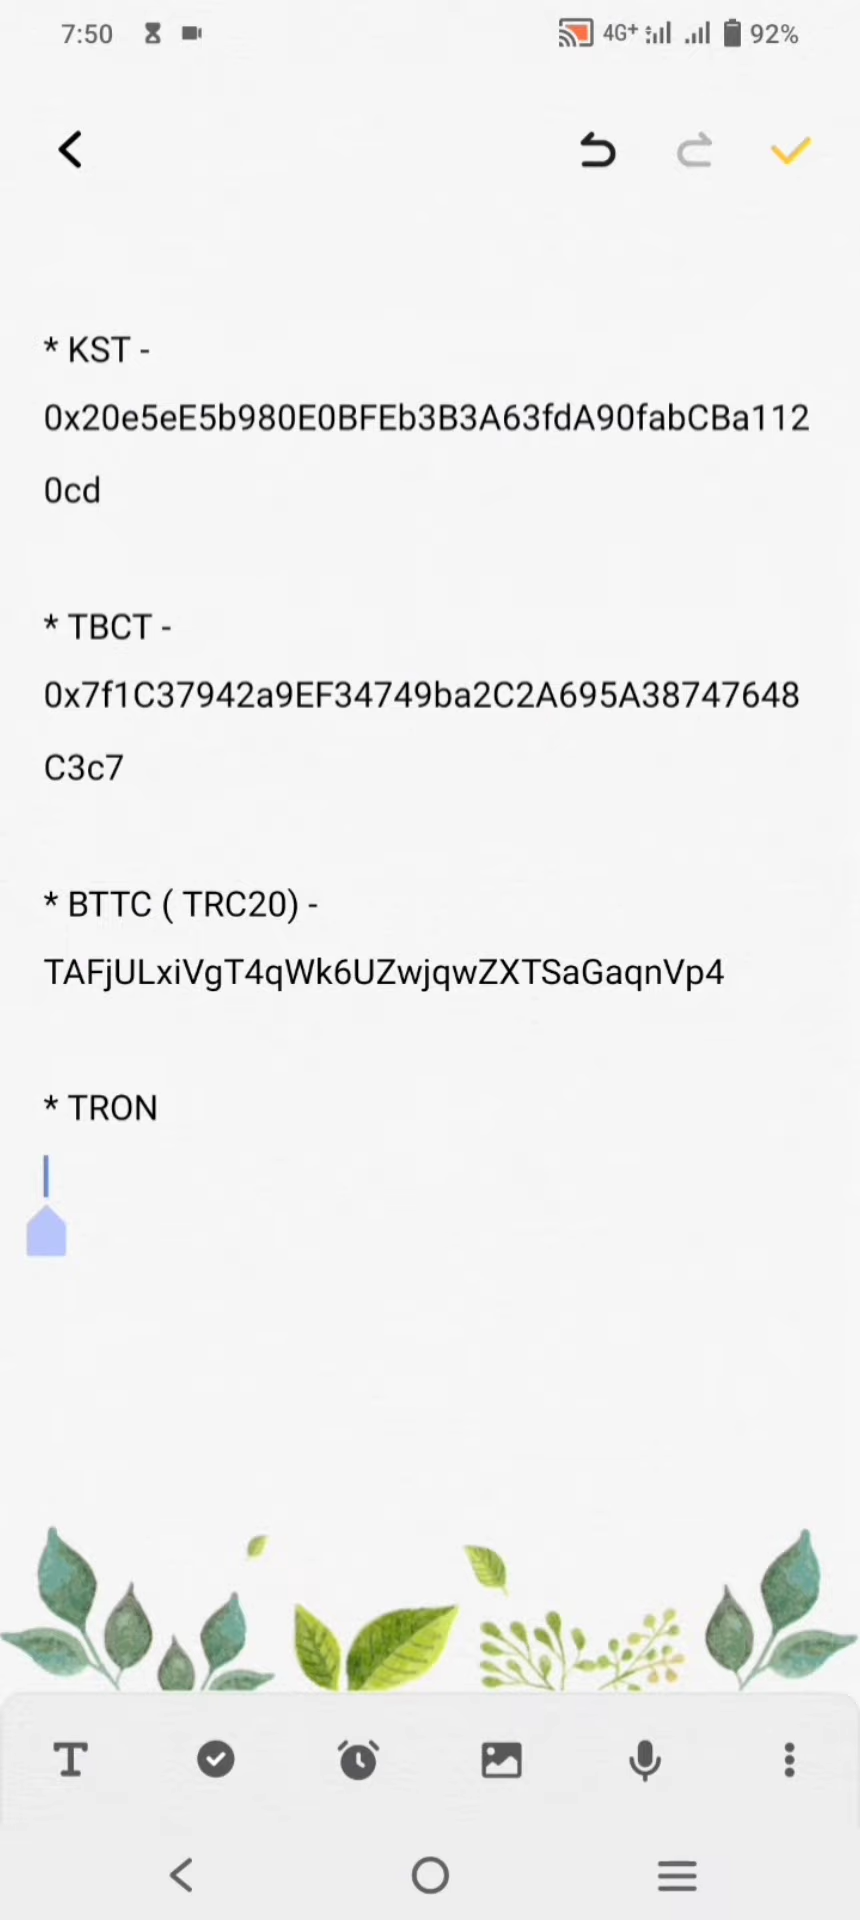 7:50
4G+
92%
* KST -
0x20e5eE5b980E0BFEb3B3A63fdA90fabCBa112
0cd
* TBCT -
0x7f1C37942a9EF34749ba2C2A695A38747648
C3c7
* BTTC ( TRC20) -
TAFjULxiVgT4qWk6UZwjqwZXTSaGaqnVp4
* TRON